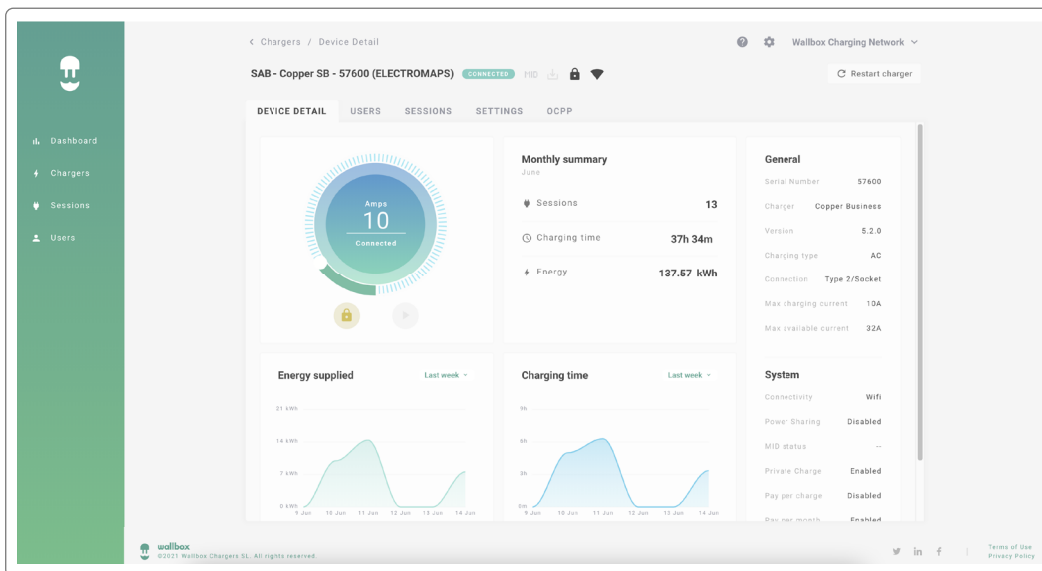 Chargers / Device Detail
Wallbox Charging Network
SAB - Copper SB - 57600 (ELECTROMAPS) CONNECTED MID
Restart charger
DEVICE DETAIL USERS SESSIONS SETTINGS OCPP
Dashboard
Chargers
Sessions
Users
Amps
10
Connected
Monthly summary
June
Sessions 13
Charging time 37h 34m
Energy 137.57 kWh
General
Serial Number 57600
Charger Copper Business
Version 5.2.0
Charging type AC
Connection Type 2/Socket
Max charging current 10A
Max available current 32A
Energy supplied Last week
21 kWh
14 kWh
7 kWh
0 kWh
9 Jun 10 Jun 11 Jun 12 Jun 13 Jun 14 Jun
Charging time Last week
9h
6h
3h
0m
9 Jun 10 Jun 11 Jun 12 Jun 13 Jun 14 Jun
System
Connectivity Wifi
Power Sharing Disabled
MID status --
Private Charge Enabled
Pay per charge Disabled
Pay per month Enabled
wallbox
©2021 Wallbox Chargers SL. All rights reserved.
Terms of Use
Privacy Policy